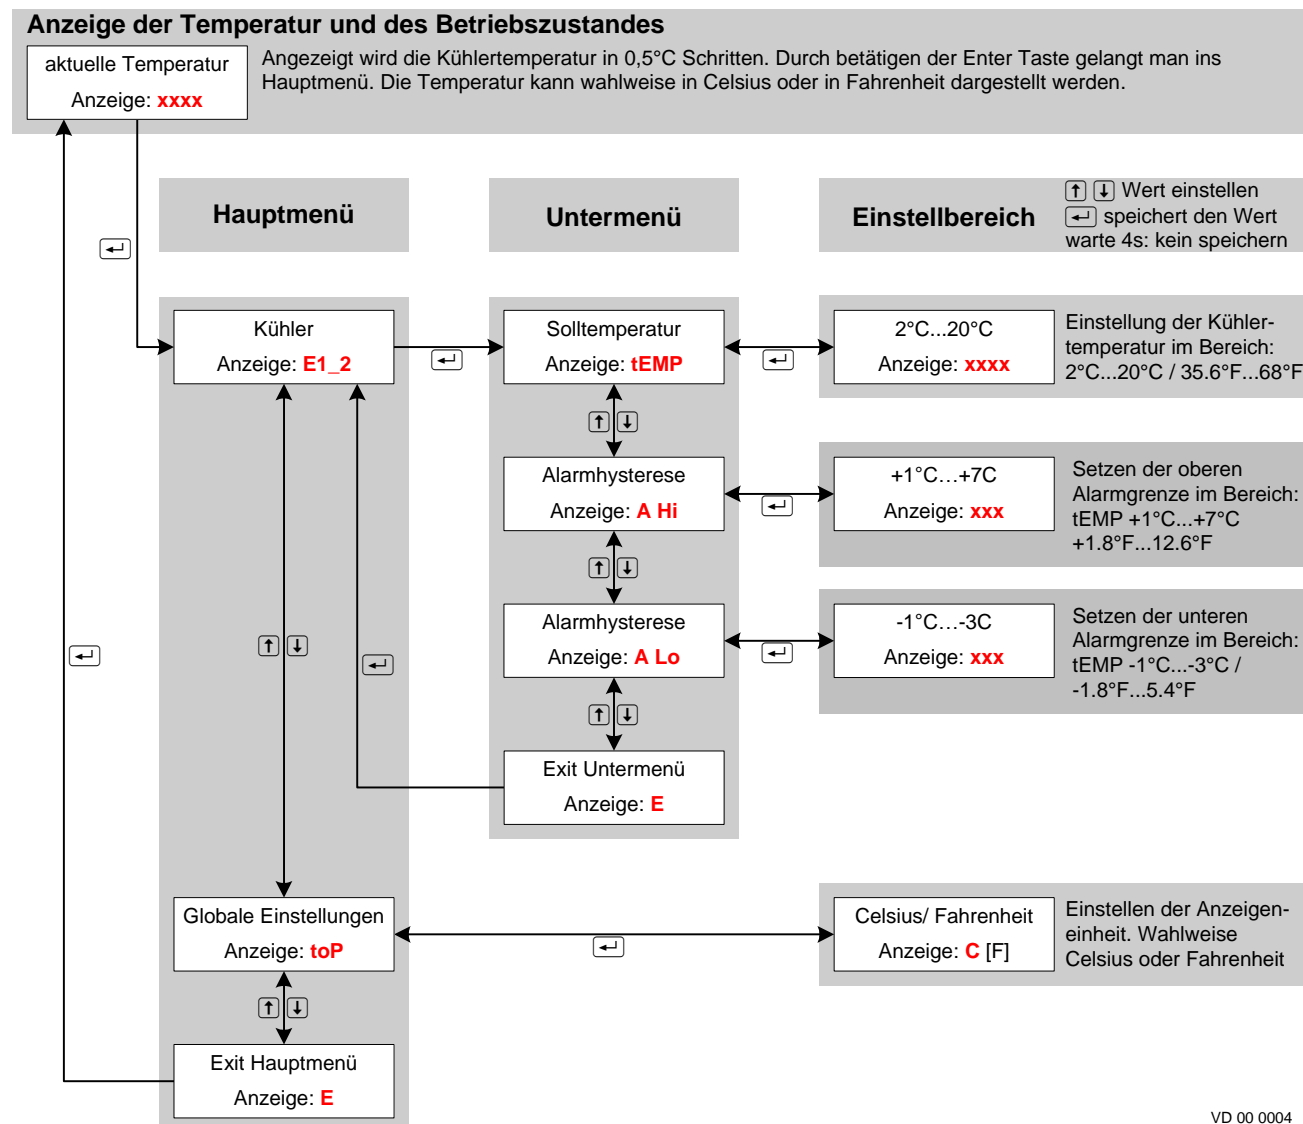 Anzeige der Temperatur und des Betriebszustandes
aktuelle Temperatur
Anzeige: xxxx
Angezeigt wird die Kühlertemperatur in 0,5°C Schritten. Durch betätigen der Enter Taste gelangt man ins
Hauptmenü. Die Temperatur kann wahlweise in Celsius oder in Fahrenheit dargestellt werden.
Hauptmenü
Untermenü
Einstellbereich
↑ ↓ Wert einstellen
↵ speichert den Wert
warte 4s: kein speichern
↵
Kühler
Anzeige: E1_2
↵
Solltemperatur
Anzeige: tEMP
↵
2°C...20°C
Anzeige: xxxx
Einstellung der Kühler-
temperatur im Bereich:
2°C...20°C / 35.6°F...68°F
↑ ↓
Alarmhysterese
Anzeige: A Hi
↵
+1°C…+7C
Anzeige: xxx
Setzen der oberen
Alarmgrenze im Bereich:
tEMP +1°C...+7°C
+1.8°F...12.6°F
↑ ↓
Alarmhysterese
Anzeige: A Lo
↵
-1°C…-3C
Anzeige: xxx
Setzen der unteren
Alarmgrenze im Bereich:
tEMP -1°C...-3°C /
-1.8°F...5.4°F
↵
↑ ↓
↵
↑ ↓
Exit Untermenü
Anzeige: E
Globale Einstellungen
Anzeige: toP
↵
Celsius/ Fahrenheit
Anzeige: C [F]
Einstellen der Anzeigen-
einheit. Wahlweise
Celsius oder Fahrenheit
↑ ↓
Exit Hauptmenü
Anzeige: E
VD 00 0004